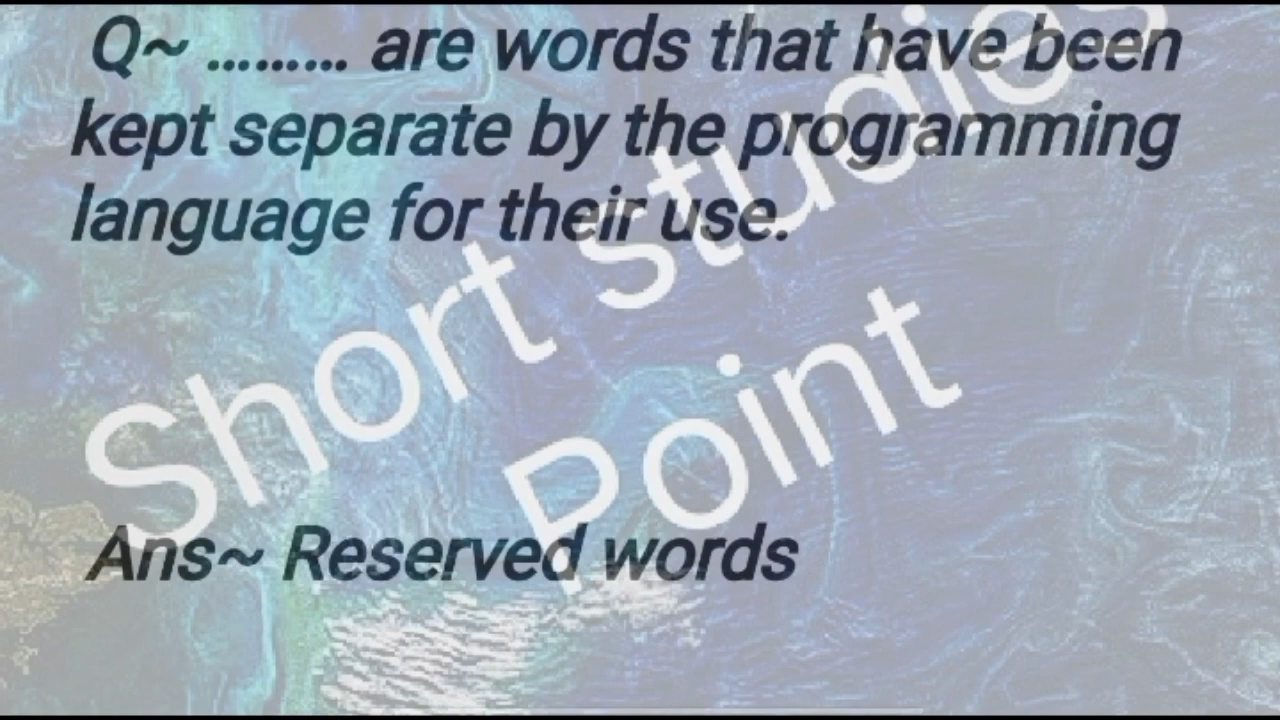 Q~ ......... are words that have been
kept separate by the programming
language for their use.
Short studies
Point
Ans~ Reserved words